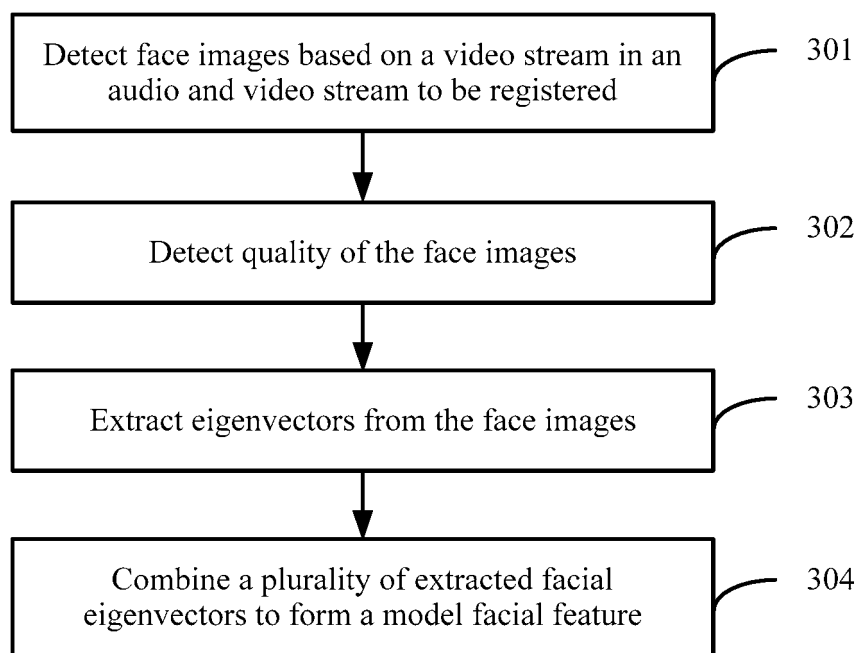 Detect face images based on a video stream in an
audio and video stream to be registered
301
Detect quality of the face images
302
Extract eigenvectors from the face images
303
Combine a plurality of extracted facial
eigenvectors to form a model facial feature
304